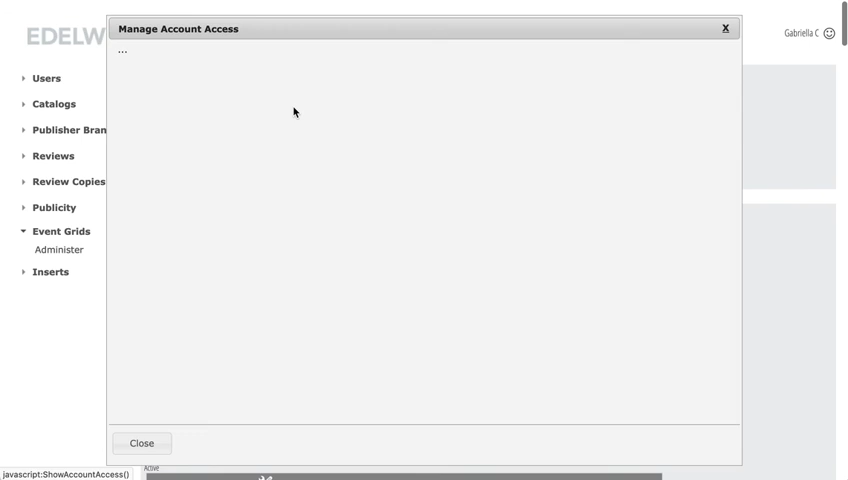 Manage Account Access
X
...
EDELW
Gabriella C
Users
Catalogs
Publisher Bran
Reviews
Review Copies
Publicity
Event Grids
Administer
Inserts
Close
javascript:ShowAccountAccess()
Active